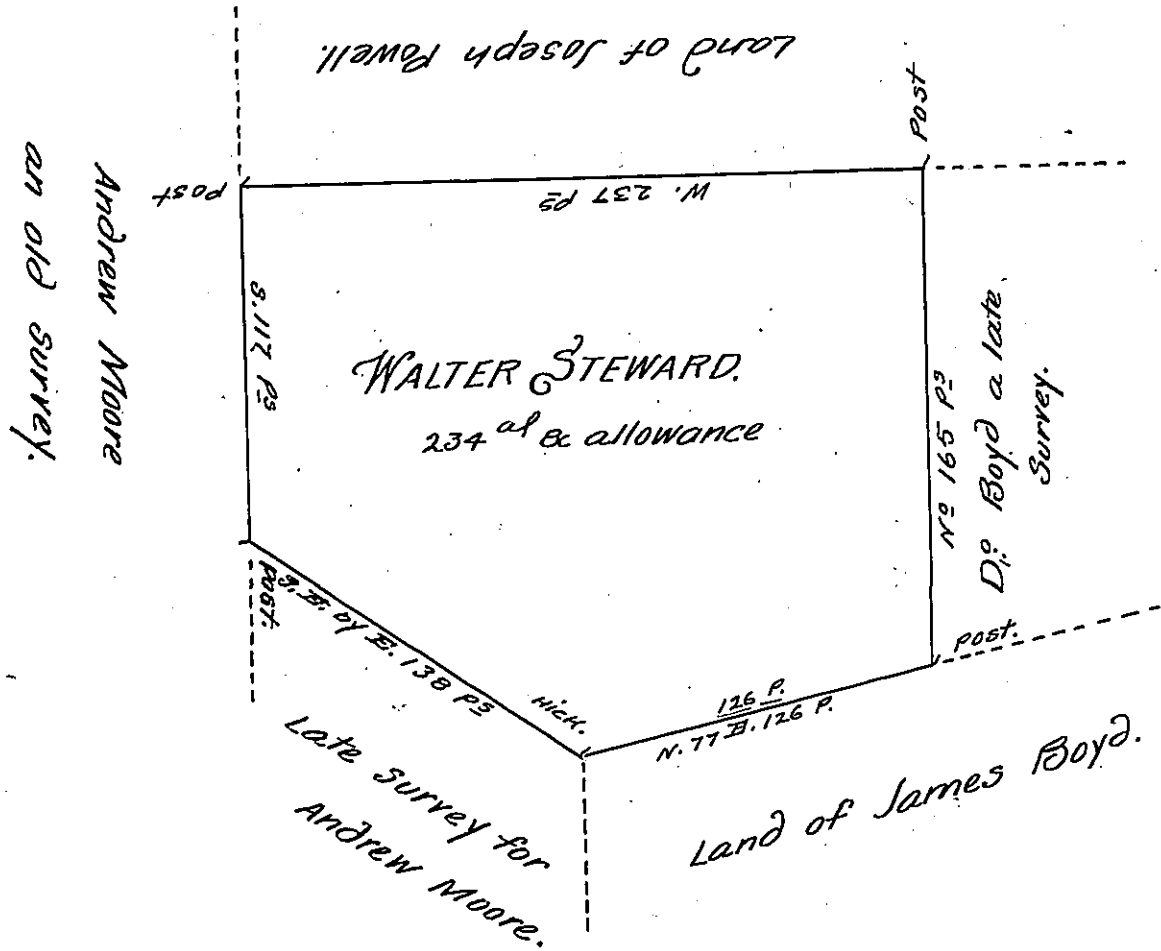 Land of Joseph Powell.
Post
Post
W. 237 Ps
Andrew Moore
an old Survey.
S. 117 Ps
WALTER STEWARD.
234 as & allowance
No 165 Ps
Do Boyd a late
Survey.
Post.
S. E. by E. 138 Ps
Hick.
126 P.
N. 77 E. 126 P.
Post.
Late Survey for
Andrew Moore.
Land of James Boyd.